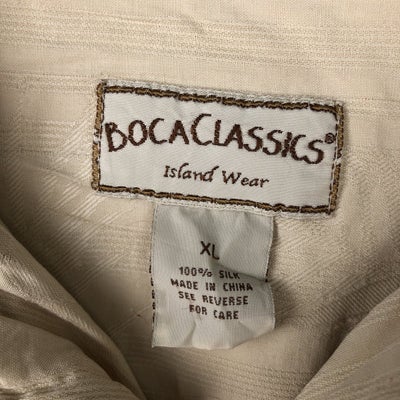 BOCACLASSICS®
Island Wear
XL
100% SILK
MADE IN CHINA
SEE REVERSE
FOR CARE